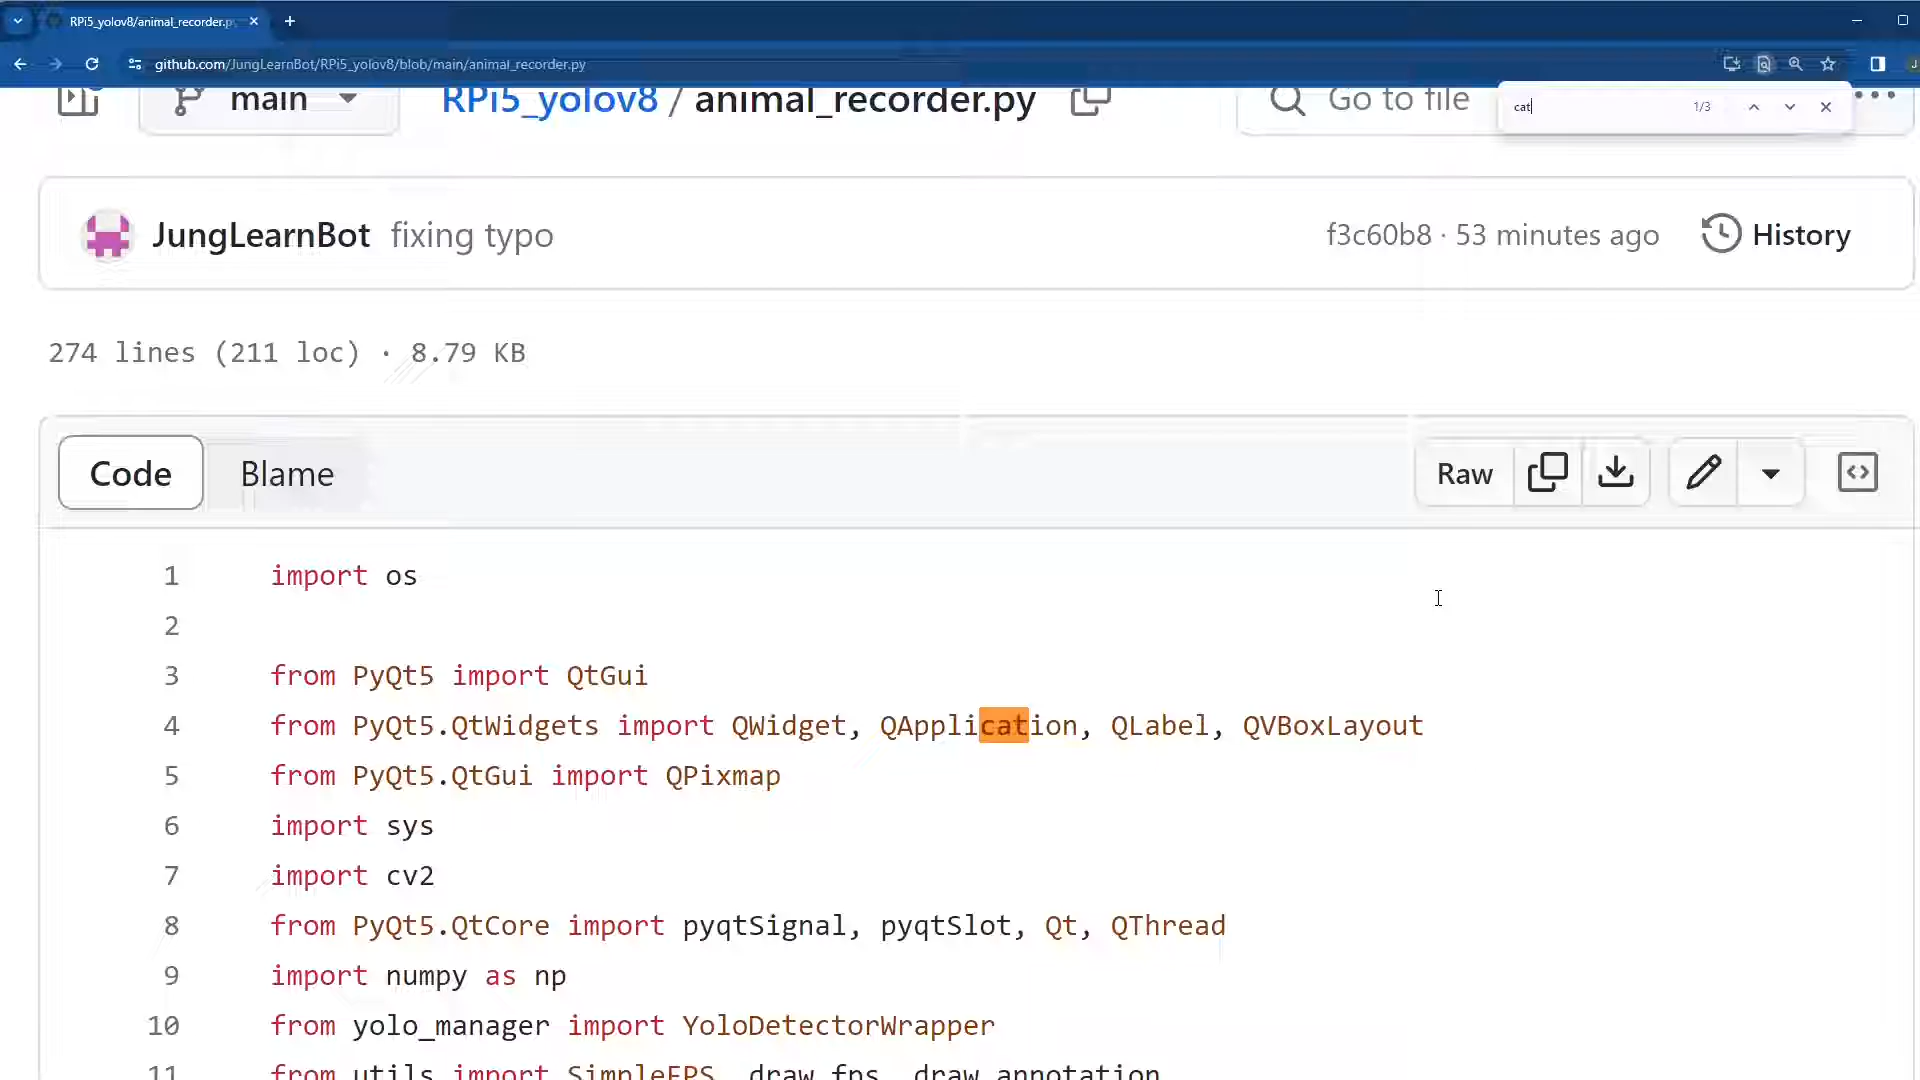 RPi5_yolov8/animal_recorder.p
github.com/JungLearnBot/RPi5_yolov8/blob/main/animal_recorder.py
J
main
RPi5_yolov8 / animal_recorder.py
Go to file
cat
1/3
JungLearnBot fixing typo
f3c60b8 · 53 minutes ago
History
274 lines (211 loc) · 8.79 KB
Code
Blame
Raw
1 import os
2
3 from PyQt5 import QtGui
4 from PyQt5.QtWidgets import QWidget, QApplication, QLabel, QVBoxLayout
5 from PyQt5.QtGui import QPixmap
6 import sys
7 import cv2
8 from PyQt5.QtCore import pyqtSignal, pyqtSlot, Qt, QThread
9 import numpy as np
10 from yolo_manager import YoloDetectorWrapper
11 from utils import SimpleFPS, draw_fps, draw_annotation